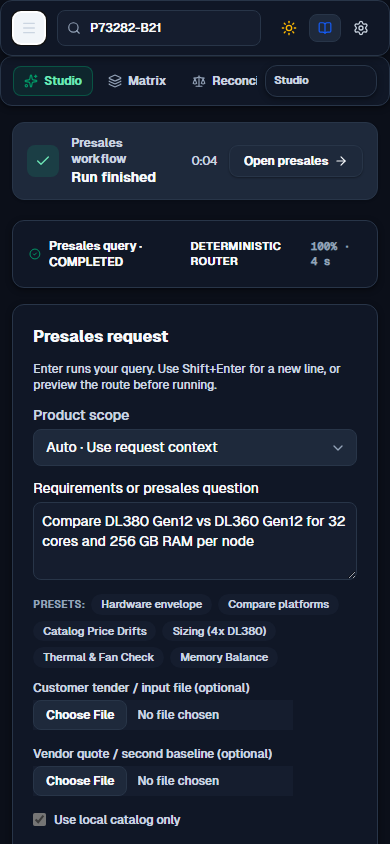 P73282-B21
Studio
Matrix
Reconci
Studio
Presales
workflow
Run finished
0:04
Open presales
Presales query ·
COMPLETED
DETERMINISTIC
ROUTER
100% ·
4 s
Presales request
Enter runs your query. Use Shift+Enter for a new line, or
preview the route before running.
Product scope
Auto · Use request context
Requirements or presales question
Compare DL380 Gen12 vs DL360 Gen12 for 32
cores and 256 GB RAM per node
PRESETS:
Hardware envelope
Compare platforms
Catalog Price Drifts
Sizing (4x DL380)
Thermal & Fan Check
Memory Balance
Customer tender / input file (optional)
Choose File
No file chosen
Vendor quote / second baseline (optional)
Choose File
No file chosen
Use local catalog only